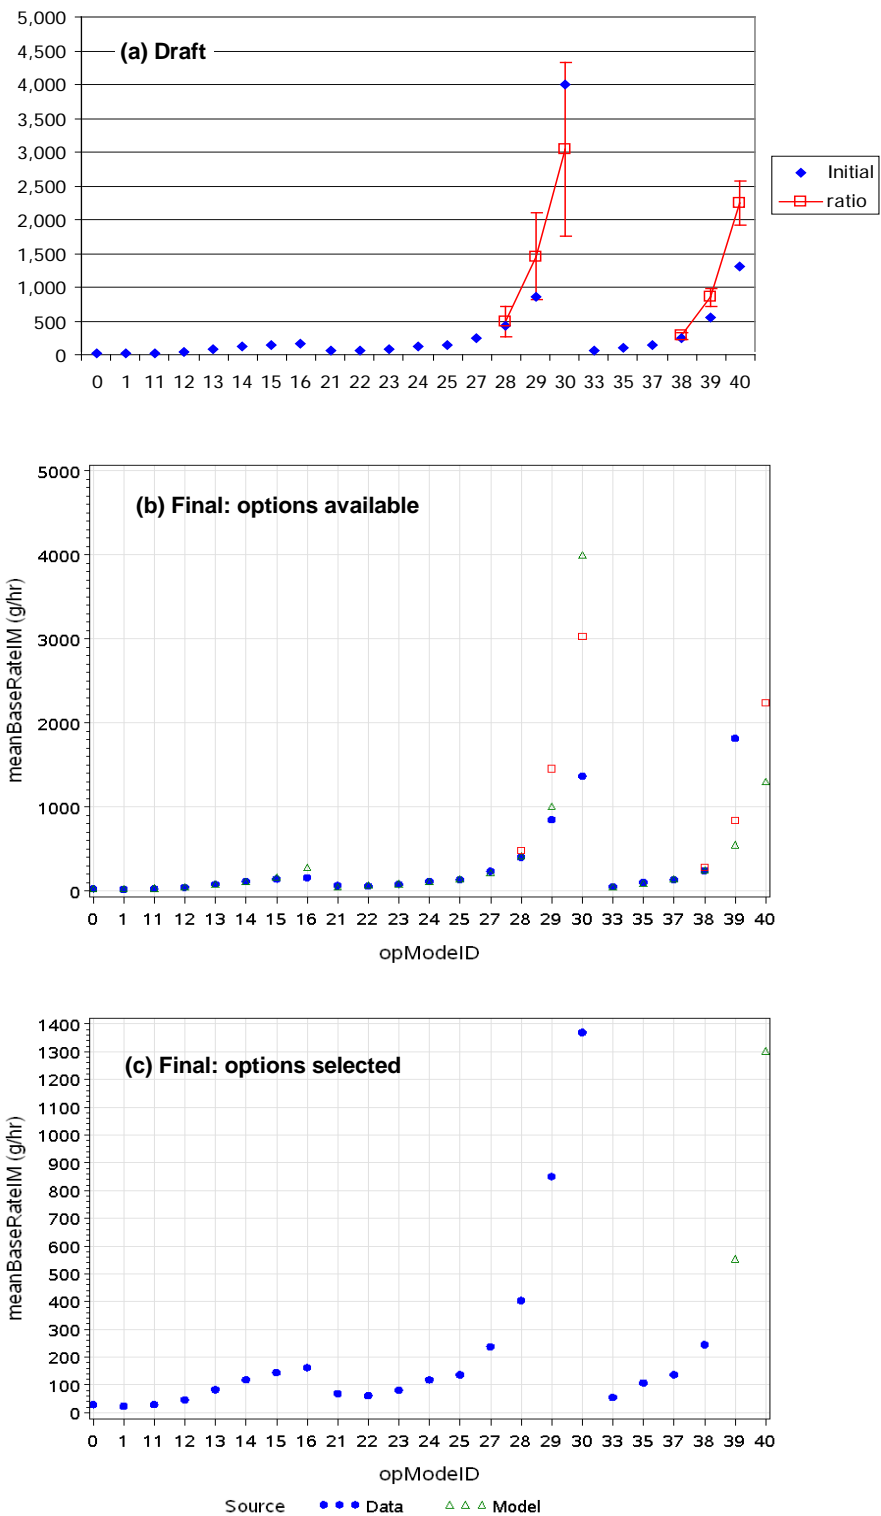 5,000
4,500
4,000
3,500
3,000
2,500
2,000
1,500
1,000
500
0
(a) Draft
Initial
ratio
0 1 11 12 13 14 15 16 21 22 23 24 25 27 28 29 30 33 35 37 38 39 40
(b) Final: options available
meanBaseRateIM (g/hr)
5000
4000
3000
2000
1000
0
0 1 11 12 13 14 15 16 21 22 23 24 25 27 28 29 30 33 35 37 38 39 40
opModeID
(c) Final: options selected
meanBaseRateIM (g/hr)
1400
1300
1200
1100
1000
900
800
700
600
500
400
300
200
100
0
0 1 11 12 13 14 15 16 21 22 23 24 25 27 28 29 30 33 35 37 38 39 40
opModeID
Source Data Model